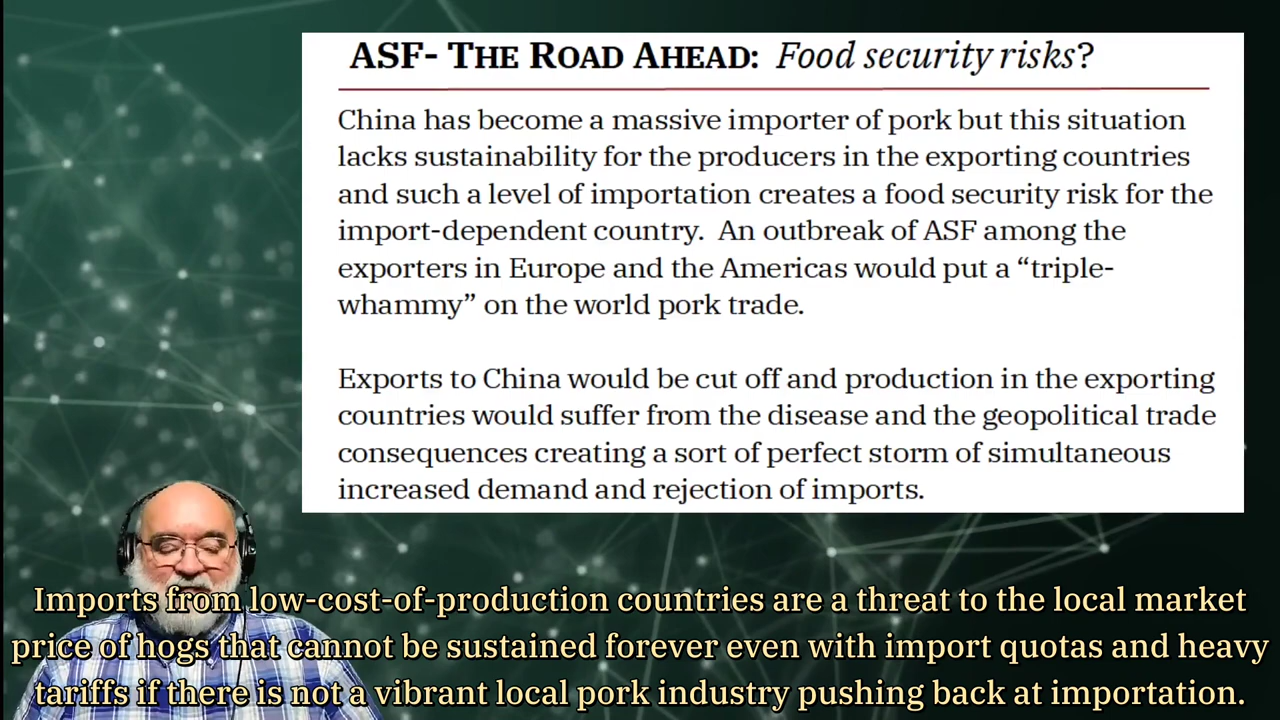 ASF- THE ROAD AHEAD: Food security risks?
China has become a massive importer of pork but this situation
lacks sustainability for the producers in the exporting countries
and such a level of importation creates a food security risk for the
import-dependent country.  An outbreak of ASF among the
exporters in Europe and the Americas would put a “triple-
whammy” on the world pork trade.
Exports to China would be cut off and production in the exporting
countries would suffer from the disease and the geopolitical trade
consequences creating a sort of perfect storm of simultaneous
increased demand and rejection of imports.
Imports from low-cost-of-production countries are a threat to the local market
price of hogs that cannot be sustained forever even with import quotas and heavy
tariffs if there is not a vibrant local pork industry pushing back at importation.